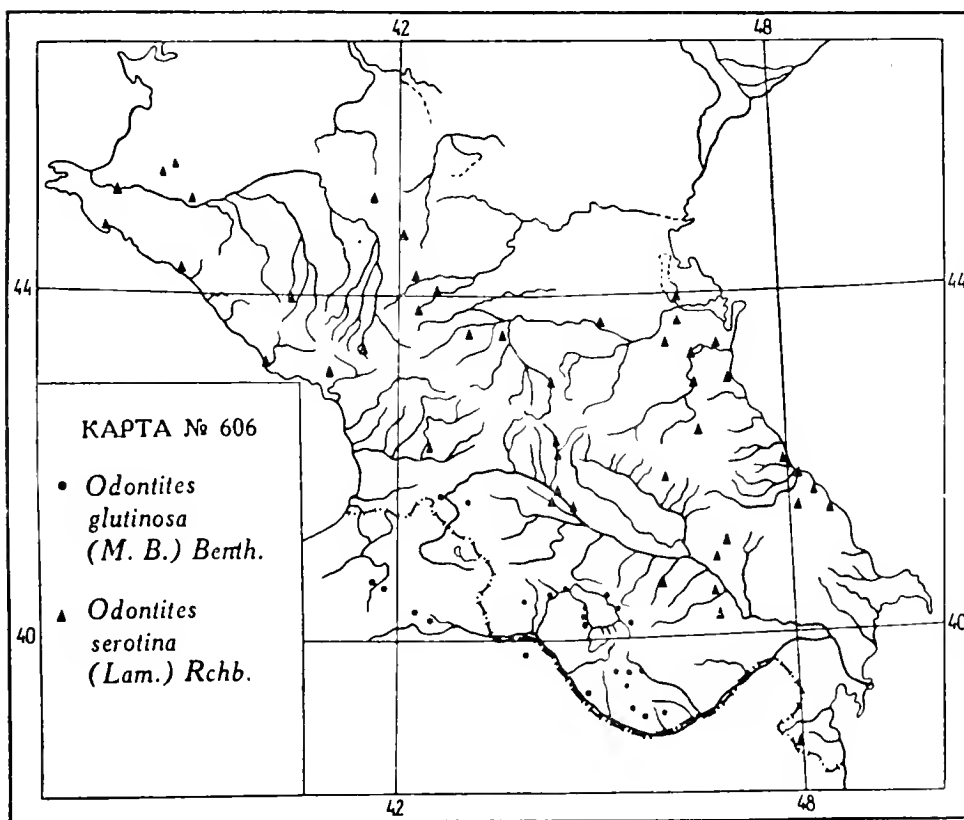 42 48
44 44
КАРТА № 606
• Odontites
glutinosa
(M. B.) Benth.
▲ Odontites
serotina
(Lam.) Rchb.
40 40
42 48